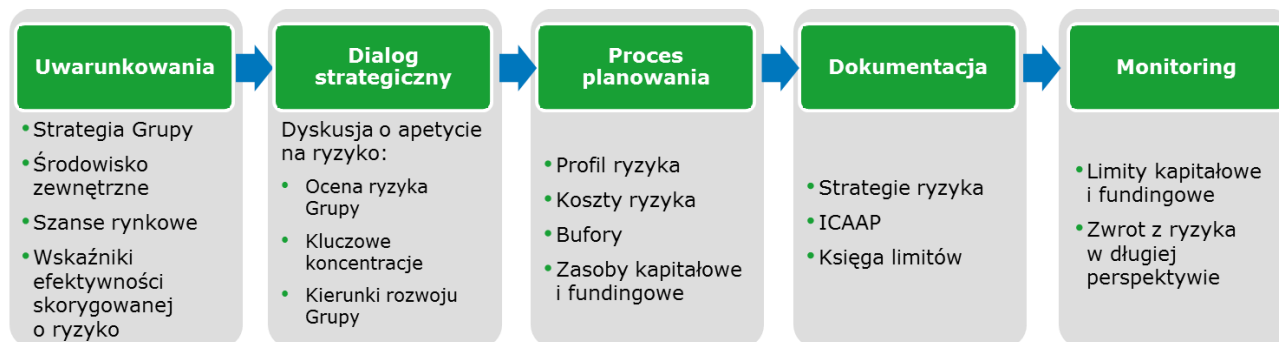 Uwarunkowania
• Strategia Grupy
• Środowisko
zewnętrzne
• Szanse rynkowe
• Wskaźniki
efektywności
skorygowanej
o ryzyko
Dialog
strategiczny
Dyskusja o apetycie
na ryzyko:
• Ocena ryzyka
Grupy
• Kluczowe
koncentracje
• Kierunki rozwoju
Grupy
Proces
planowania
• Profil ryzyka
• Koszty ryzyka
• Bufory
• Zasoby kapitałowe
i fundingowe
Dokumentacja
• Strategie ryzyka
• ICAAP
• Księga limitów
Monitoring
• Limity kapitałowe
i fundingowe
• Zwrot z ryzyka
w długiej
perspektywie